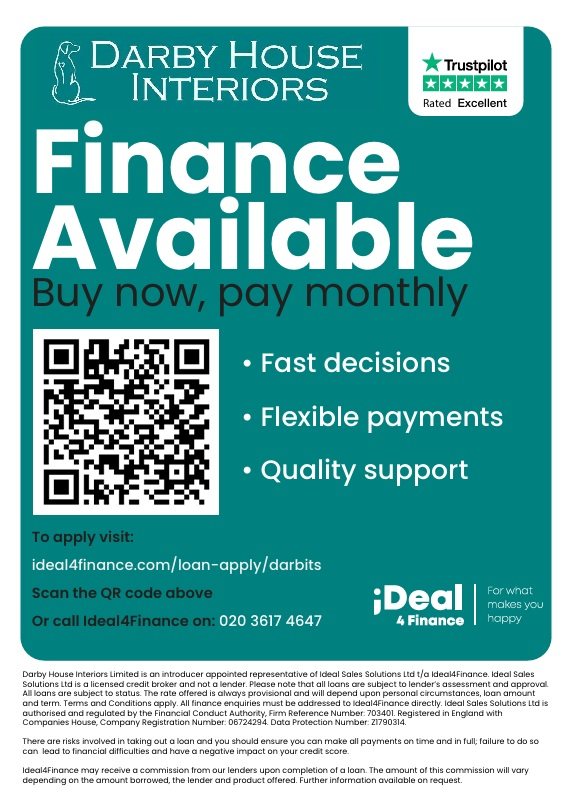 DARBY HOUSE
INTERIORS
Trustpilot
Rated Excellent
Finance
Available
Buy now, pay monthly
• Fast decisions
• Flexible payments
• Quality support
To apply visit:
ideal4finance.com/loan-apply/darbits
Scan the QR code above
Or call Ideal4Finance on: 020 3617 4647
iDeal
4 Finance
For what
makes you
happy
Darby House Interiors Limited is an introducer appointed representative of Ideal Sales Solutions Ltd t/a Ideal4Finance. Ideal Sales
Solutions Ltd is a licensed credit broker and not a lender. Please note that all loans are subject to lender's assessment and approval.
All loans are subject to status. The rate offered is always provisional and will depend upon personal circumstances, loan amount
and term. Terms and Conditions apply. All finance enquiries must be addressed to Ideal4Finance directly. Ideal Sales Solutions Ltd is
authorised and regulated by the Financial Conduct Authority, Firm Reference Number: 703401. Registered in England with
Companies House, Company Registration Number: 06724294. Data Protection Number: Z1790314.
There are risks involved in taking out a loan and you should ensure you can make all payments on time and in full; failure to do so
can lead to financial difficulties and have a negative impact on your credit score.
Ideal4Finance may receive a commission from our lenders upon completion of a loan. The amount of this commission will vary
depending on the amount borrowed, the lender and product offered. Further information available on request.